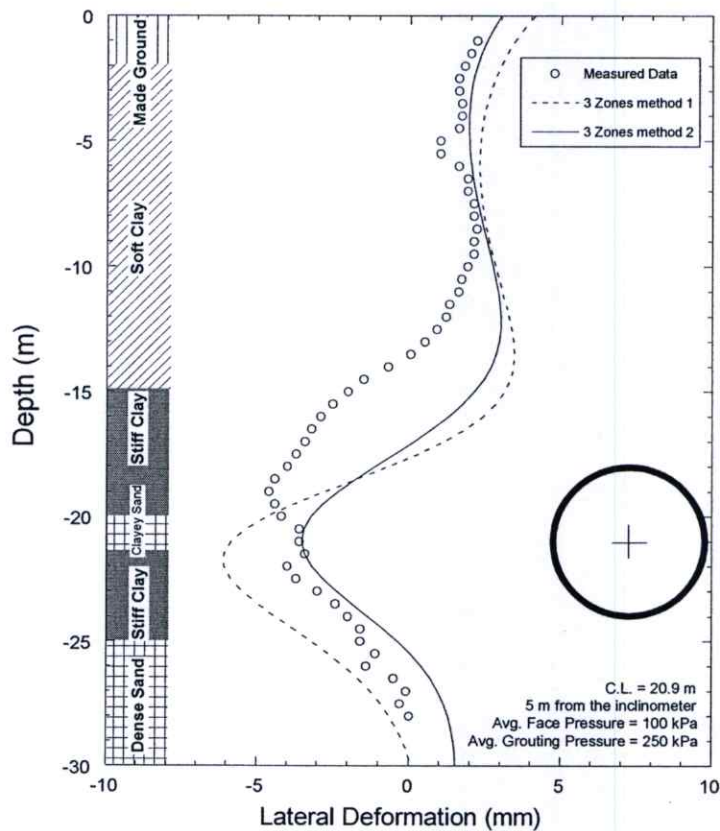 0
-5
-10
-15
-20
-25
-30
Depth (m)
Made Ground
Soft Clay
Stiff Clay
Clayey Sand
Stiff Clay
Dense Sand
Measured Data
3 Zones method 1
3 Zones method 2
C.L. = 20.9 m
5 m from the inclinometer
Avg. Face Pressure = 100 kPa
Avg. Grouting Pressure = 250 kPa
-10
-5
0
5
10
Lateral Deformation (mm)